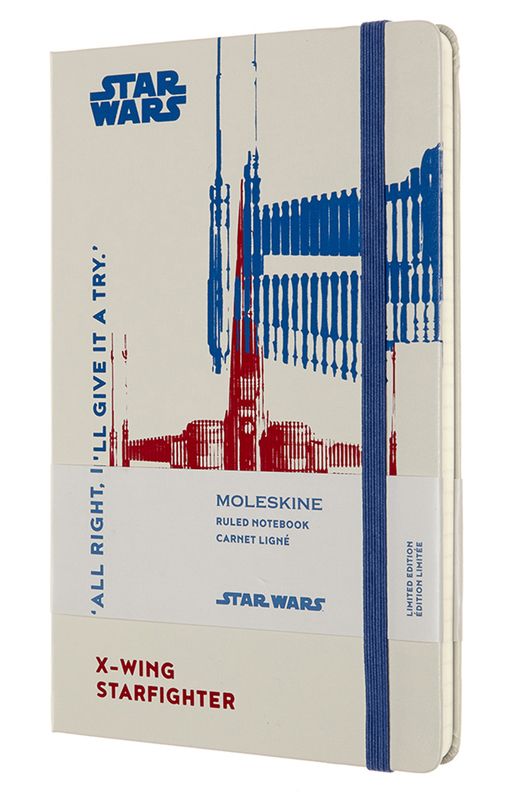 STAR
WARS
'ALL RIGHT, I'LL GIVE IT A TRY.'
MOLESKINE
RULED NOTEBOOK
CARNET LIGNÉ
STAR WARS
LIMITED EDITION
ÉDITION LIMITÉE
X-WING
STARFIGHTER